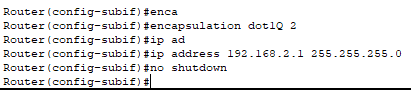 Router(config-subif)#enca
Router(config-subif)#encapsulation dot1Q 2
Router(config-subif)#ip ad
Router(config-subif)#ip address 192.168.2.1 255.255.255.0
Router(config-subif)#no shutdown
Router(config-subif)#